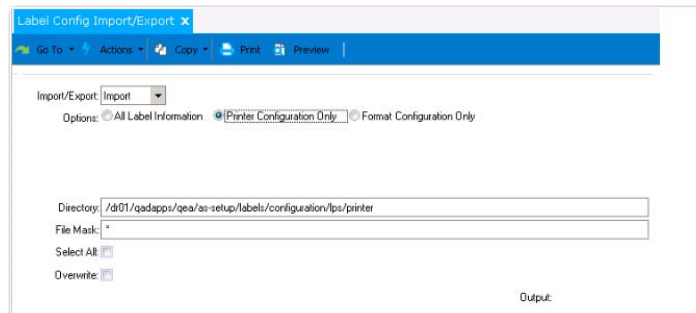 Label Config Import/Export X
Go To Actions Copy Print Preview
Import/Export: Import
Options: All Label Information Printer Configuration Only Format Configuration Only
Directory: /dr01/qadapps/qea/as-setup/labels/configuration/lps/printer
File Mask: *
Select All:
Overwrite:
Output: